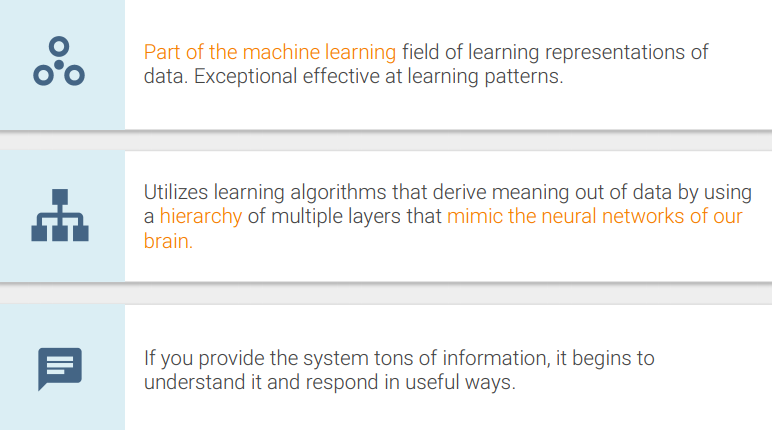 Part of the machine learning field of learning representations of
data. Exceptional effective at learning patterns.
Utilizes learning algorithms that derive meaning out of data by using
a hierarchy of multiple layers that mimic the neural networks of our
brain.
If you provide the system tons of information, it begins to
understand it and respond in useful ways.